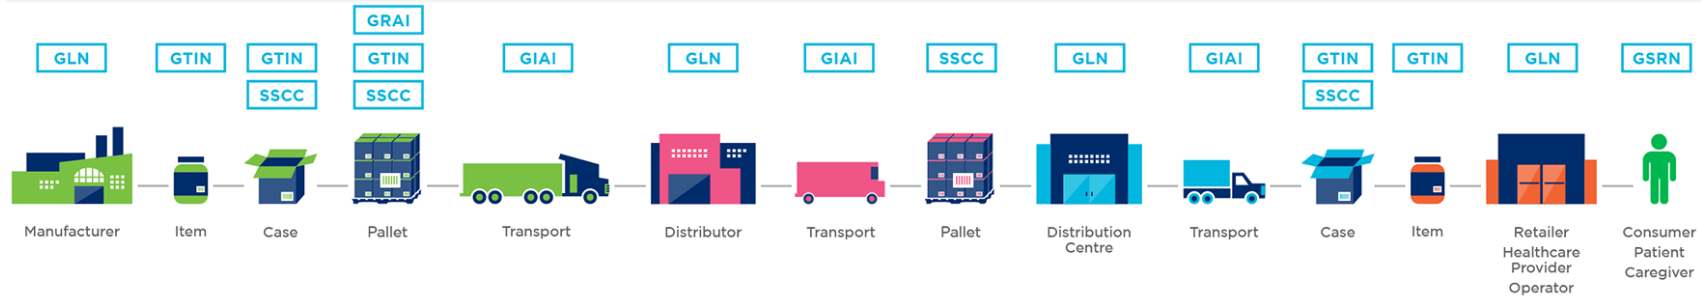 GRAI
GLN GTIN GTIN GTIN GIAI GLN GIAI SSCC GLN GIAI GTIN GTIN GLN GSRN
SSCC SSCC SSCC
Manufacturer Item Case Pallet Transport Distributor Transport Pallet Distribution Transport Case Item Retailer Consumer
Centre Healthcare Patient
Provider Caregiver
Operator